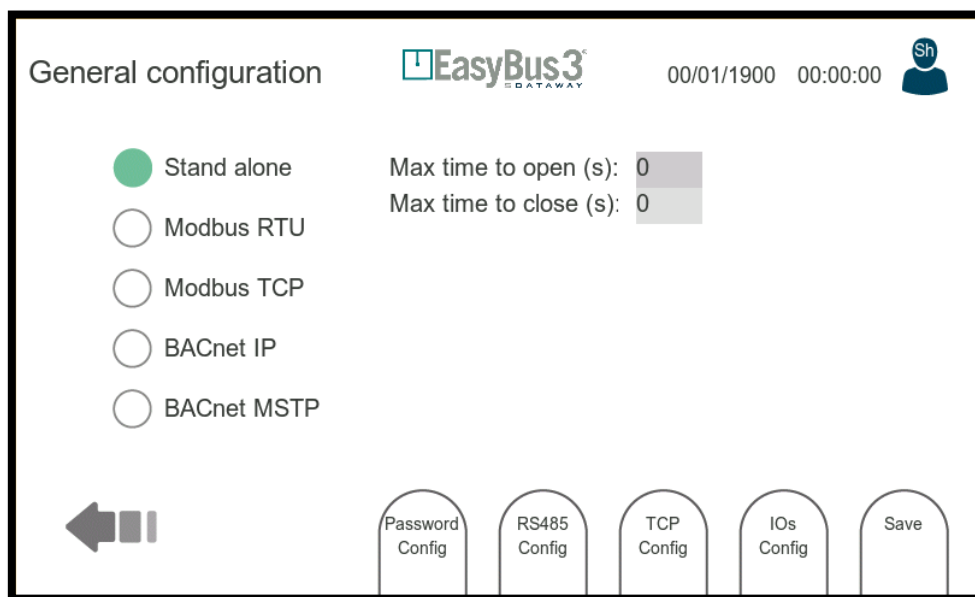 General configuration
EasyBus3
SDATAWAY
00/01/1900 00:00:00
Sh
Stand alone
Modbus RTU
Modbus TCP
BACnet IP
BACnet MSTP
Max time to open (s): 0
Max time to close (s): 0
Password
Config
RS485
Config
TCP
Config
IOs
Config
Save